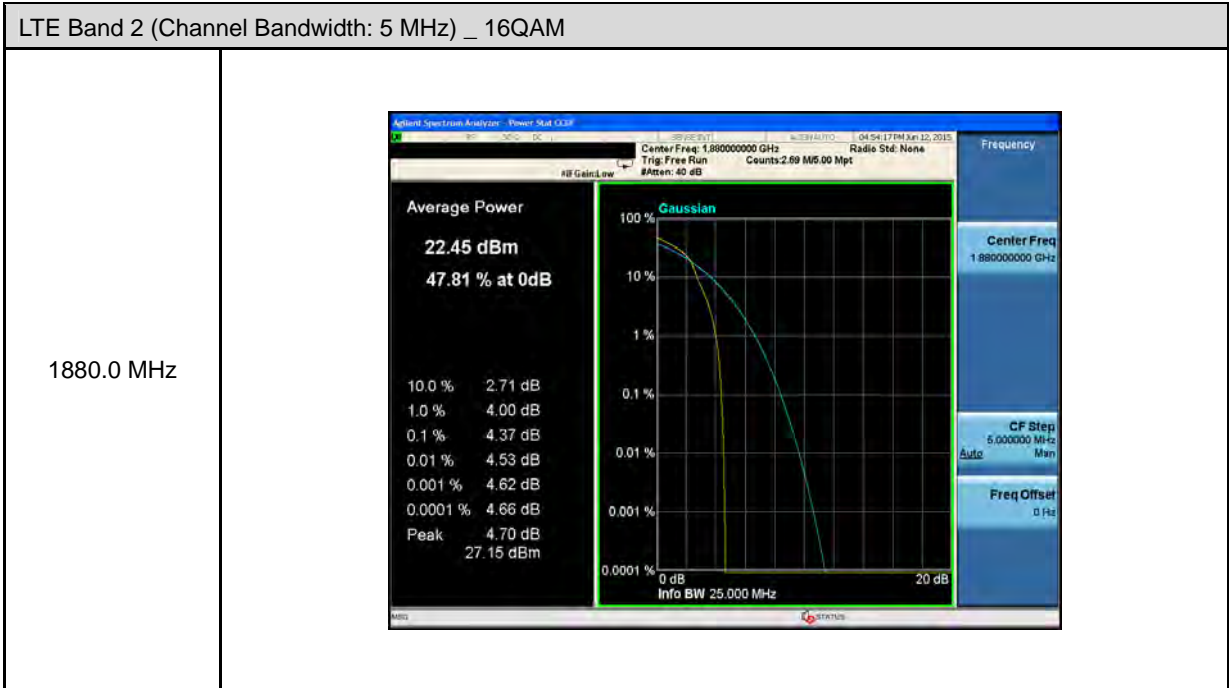 LTE Band 2 (Channel Bandwidth: 5 MHz) _ 16QAM
1880.0 MHz
Agilent Spectrum Analyzer - Power Stat CCDF
04:54:17 PM Jun 12, 2015
Center Freq: 1.880000000 GHz
Radio Std: None
Trig: Free Run
Counts:2.69 M/5.00 Mpt
#IFGain:Low
#Atten: 40 dB
Frequency
Average Power
22.45 dBm
47.81 % at 0dB
10.0 % 2.71 dB
1.0 % 4.00 dB
0.1 % 4.37 dB
0.01 % 4.53 dB
0.001 % 4.62 dB
0.0001 % 4.66 dB
Peak 4.70 dB
27.15 dBm
Gaussian
100 %
10 %
1 %
0.1 %
0.01 %
0.001 %
0.0001 %
0 dB
20 dB
Info BW 25.000 MHz
Center Freq
1.880000000 GHz
CF Step
5.000000 MHz
Auto Man
Freq Offset
0 Hz
MSG
STATUS